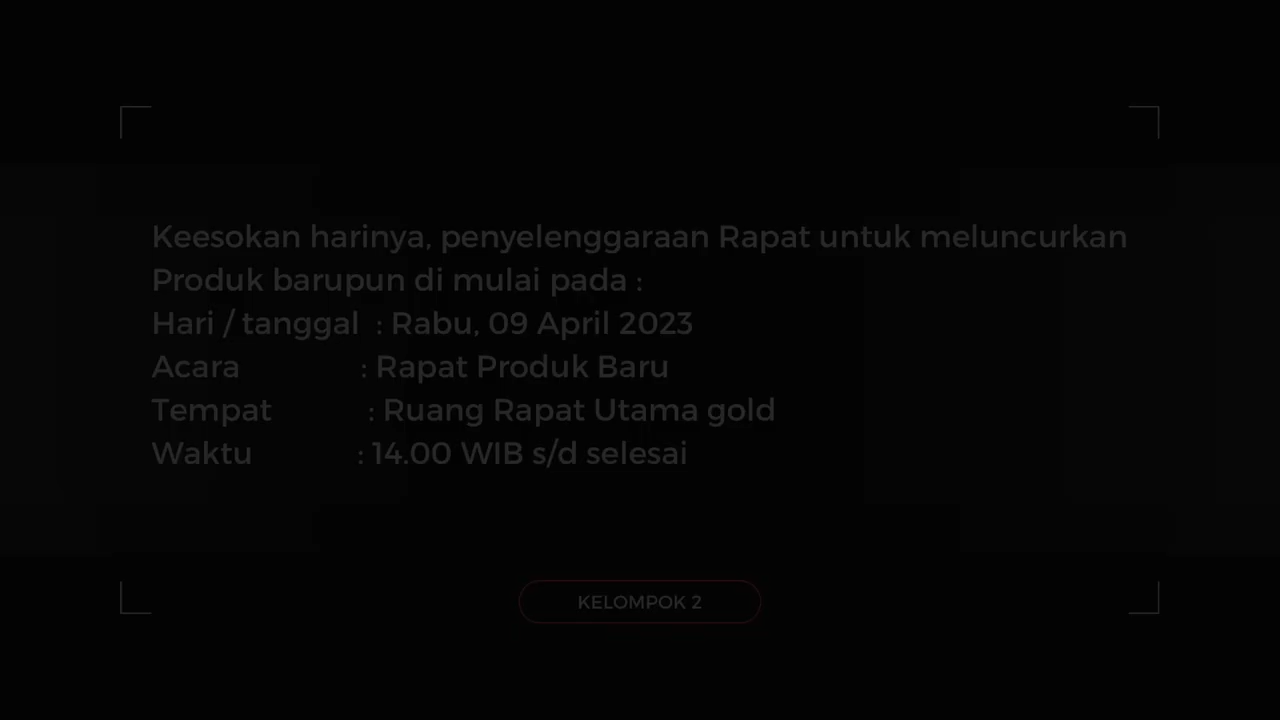 Keesokan harinya, penyelenggaraan Rapat untuk meluncurkan
Produk barupun di mulai pada :
Hari / tanggal : Rabu, 09 April 2023
Acara : Rapat Produk Baru
Tempat : Ruang Rapat Utama gold
Waktu : 14.00 WIB s/d selesai
KELOMPOK 2